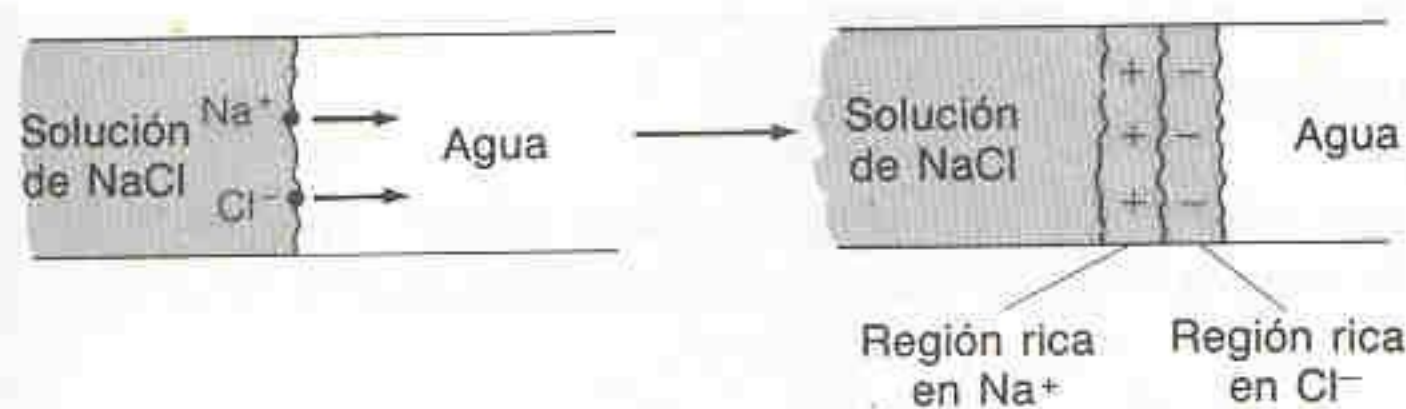 Solución
de NaCl
Na⁺
Cl⁻
Agua
Solución
de NaCl
+ −
+ −
+ −
Agua
Región rica
en Na⁺
Región rica
en Cl⁻